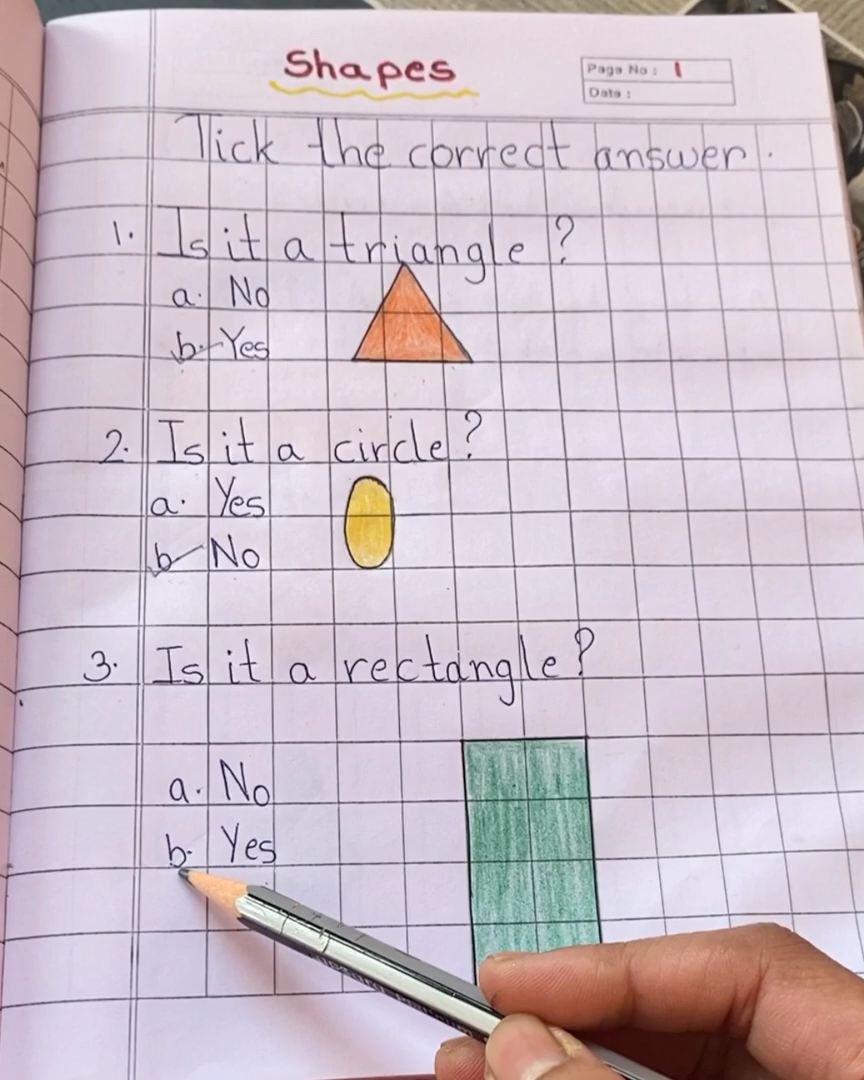 Shapes
Page No: 1
Date:
Tick the correct answer.
1. Is it a triangle?
a. No
b. Yes
2. Is it a circle?
a. Yes
b No
3. Is it a rectangle?
a. No
b. Yes